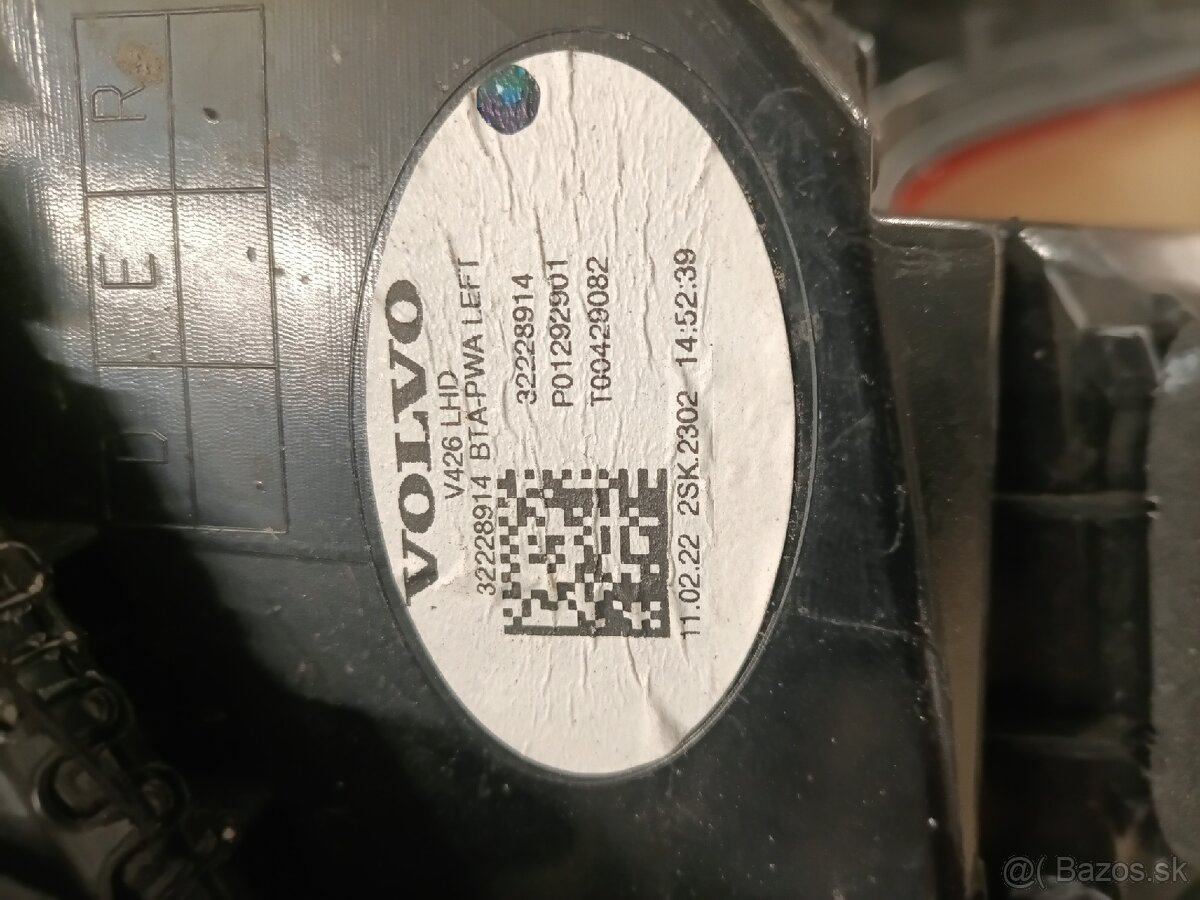 D E R
VOLVO
V426 LHD
32228914 BTA-PWA LEFT
32228914
P01292901
T00429082
11.02.22 2SK.2302 14:52:39
@( Bazos.sk